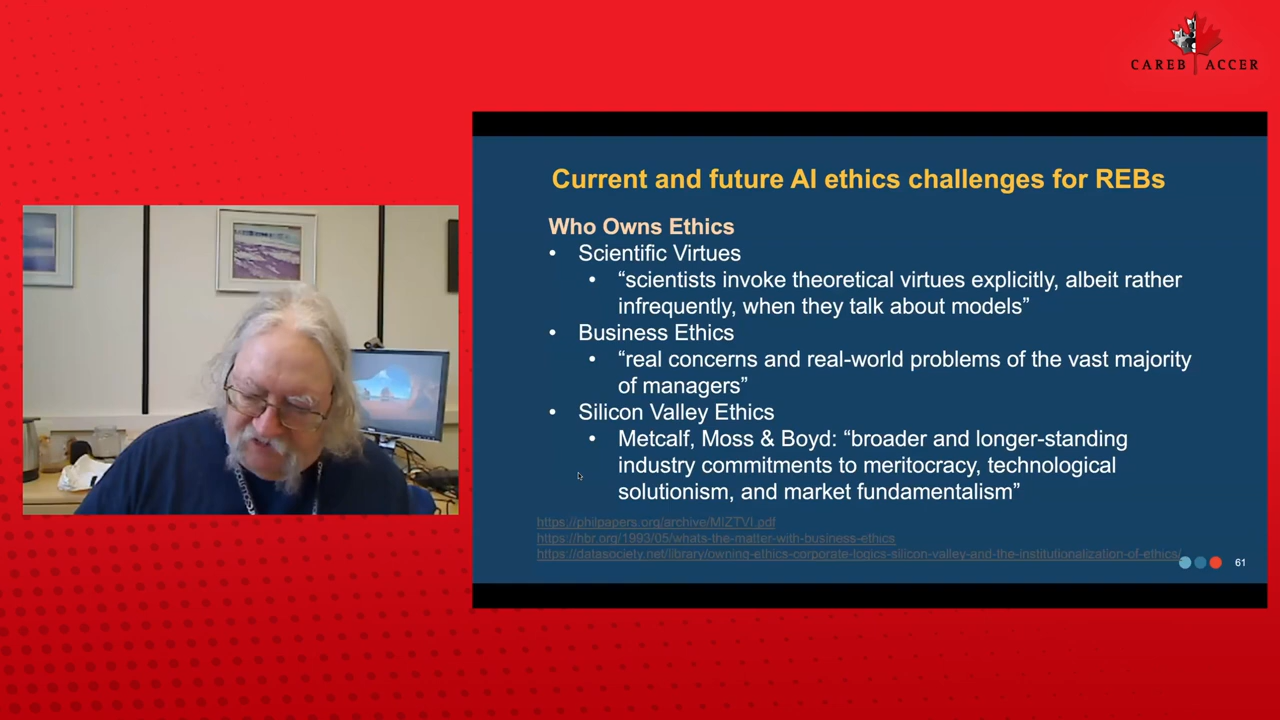 CAREB ACCER
Current and future AI ethics challenges for REBs
Who Owns Ethics
• Scientific Virtues
• “scientists invoke theoretical virtues explicitly, albeit rather
infrequently, when they talk about models”
• Business Ethics
• “real concerns and real-world problems of the vast majority
of managers”
• Silicon Valley Ethics
• Metcalf, Moss & Boyd: “broader and longer-standing
industry commitments to meritocracy, technological
solutionism, and market fundamentalism”
https://philpapers.org/archive/MIZTVI.pdf
https://hbr.org/1993/05/whats-the-matter-with-business-ethics
https://datasociety.net/library/owning-ethics-corporate-logics-silicon-valley-and-the-institutionalization-of-ethics/
61